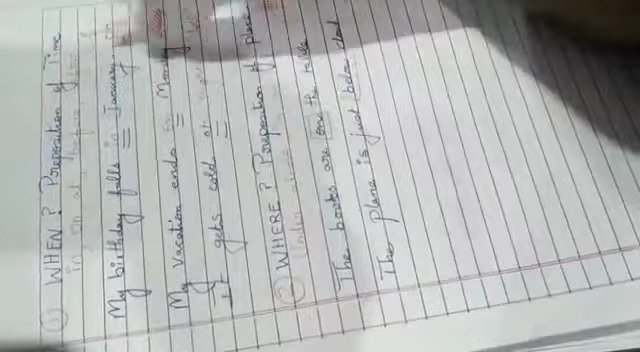 ① WHEN? Preposition of Time
in on at
My birthday falls in January
My vacation ends on Monday
It gets cold at
② WHERE? Preposition of place
Under
The books are on the table
The plane is just below cloud